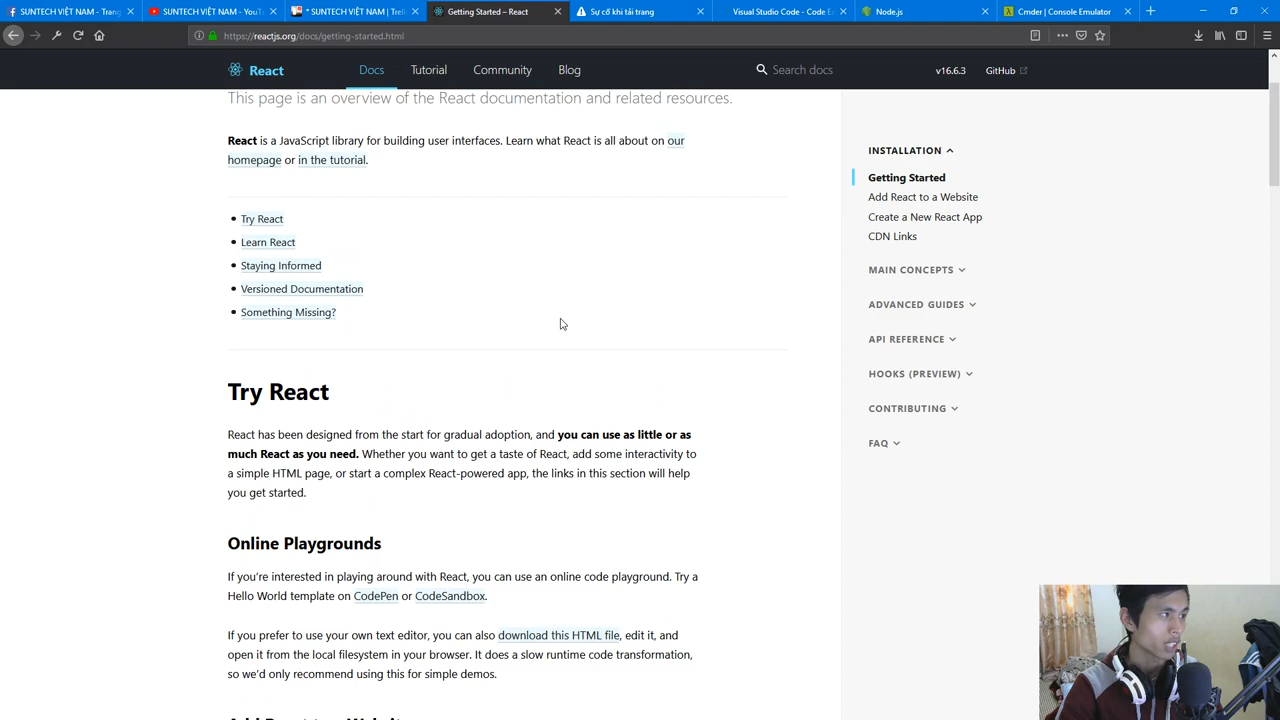 SUNTECH VIỆT NAM - Trang
SUNTECH VIỆT NAM - YouT
* SUNTECH VIỆT NAM | Trell
Getting Started – React
Sự cố khi tải trang
Visual Studio Code - Code Ed
Node.js
Cmder | Console Emulator
https://reactjs.org/docs/getting-started.html
React
Docs
Tutorial
Community
Blog
Search docs
v16.6.3
GitHub
This page is an overview of the React documentation and related resources.
React is a JavaScript library for building user interfaces. Learn what React is all about on our
homepage or in the tutorial.
Try React
Learn React
Staying Informed
Versioned Documentation
Something Missing?
Try React
React has been designed from the start for gradual adoption, and you can use as little or as
much React as you need. Whether you want to get a taste of React, add some interactivity to
a simple HTML page, or start a complex React-powered app, the links in this section will help
you get started.
Online Playgrounds
If you’re interested in playing around with React, you can use an online code playground. Try a
Hello World template on CodePen or CodeSandbox.
If you prefer to use your own text editor, you can also download this HTML file, edit it, and
open it from the local filesystem in your browser. It does a slow runtime code transformation,
so we’d only recommend using this for simple demos.
Add React to a Website
INSTALLATION
Getting Started
Add React to a Website
Create a New React App
CDN Links
MAIN CONCEPTS
ADVANCED GUIDES
API REFERENCE
HOOKS (PREVIEW)
CONTRIBUTING
FAQ